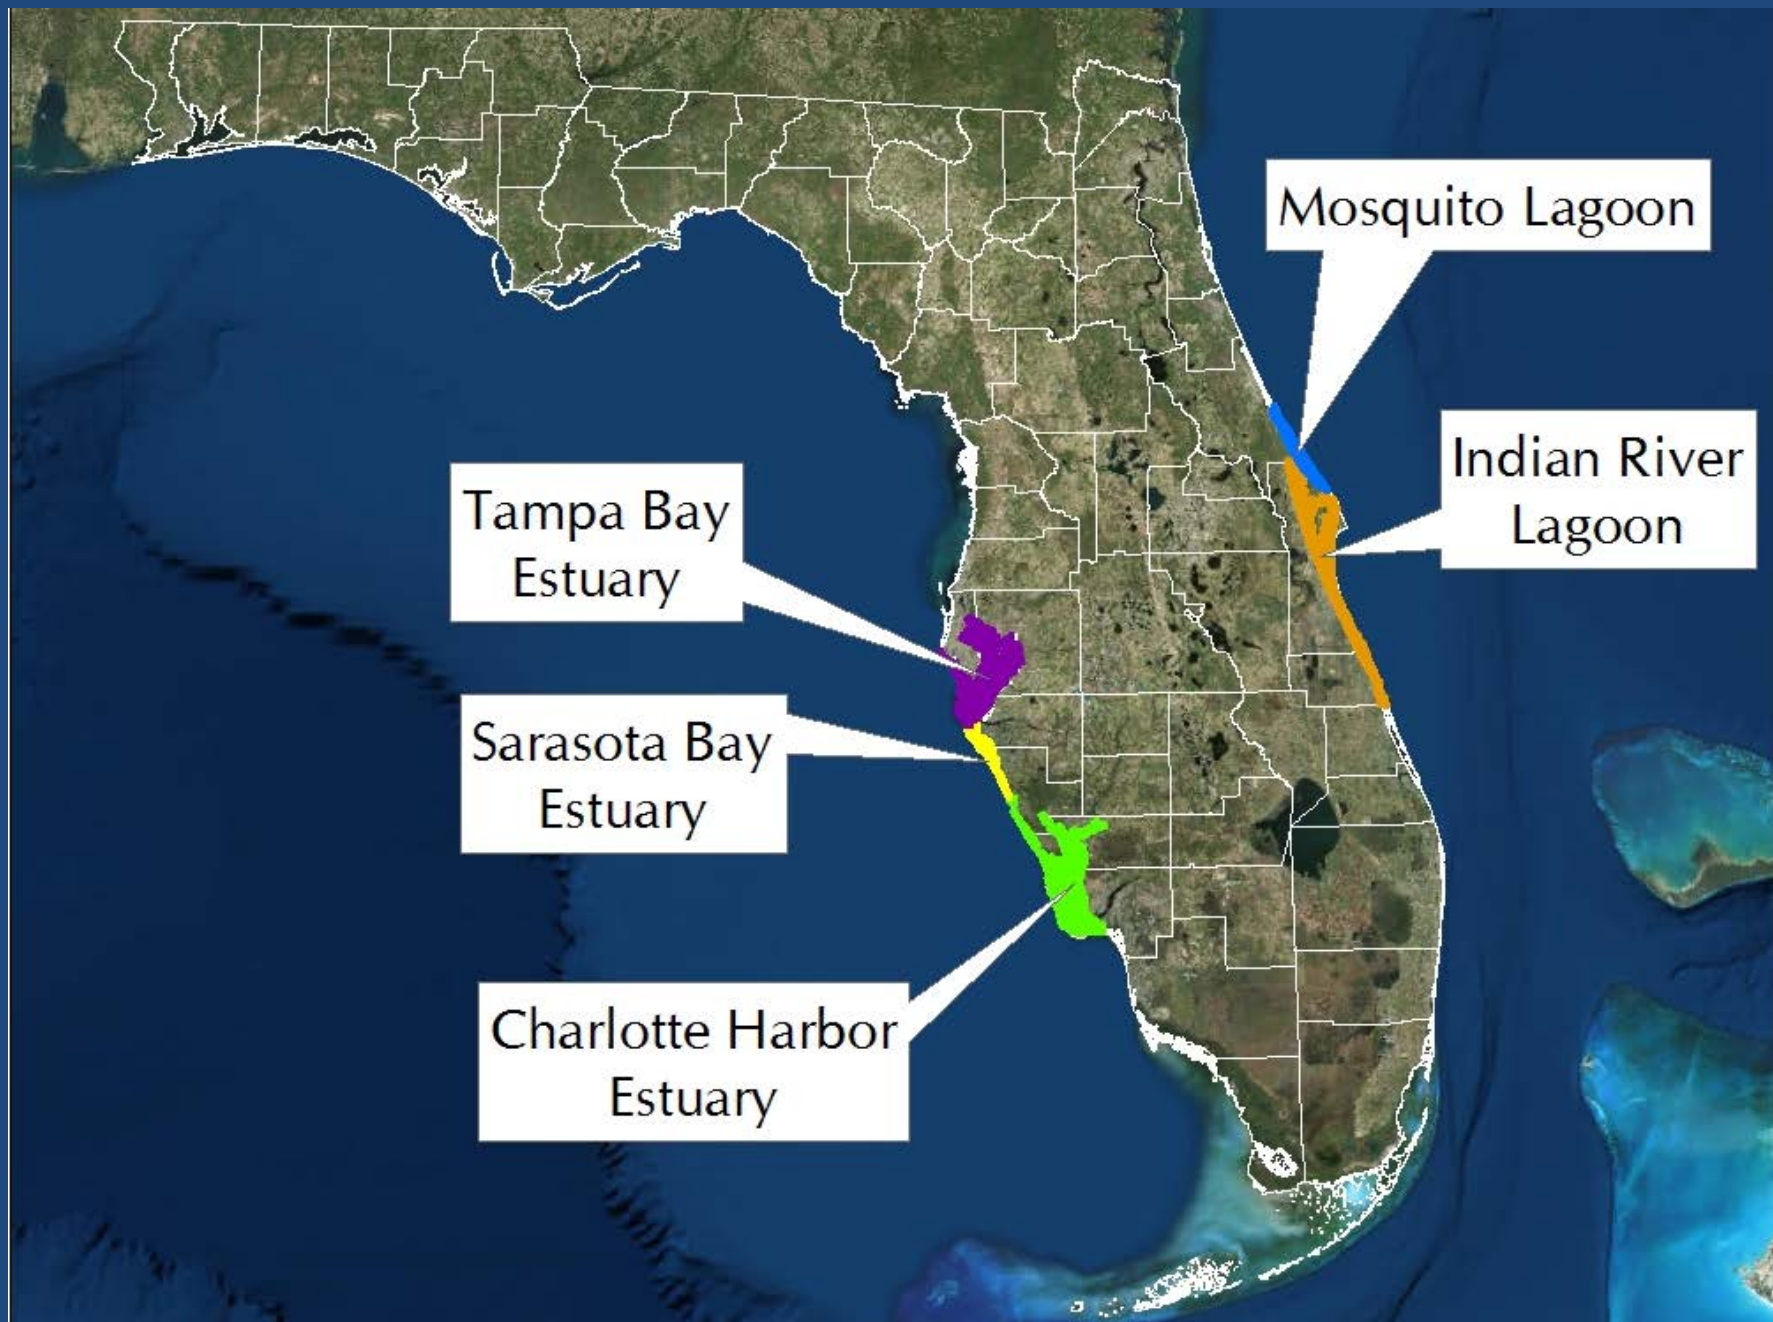 Mosquito Lagoon
Indian River
Lagoon
Tampa Bay
Estuary
Sarasota Bay
Estuary
Charlotte Harbor
Estuary